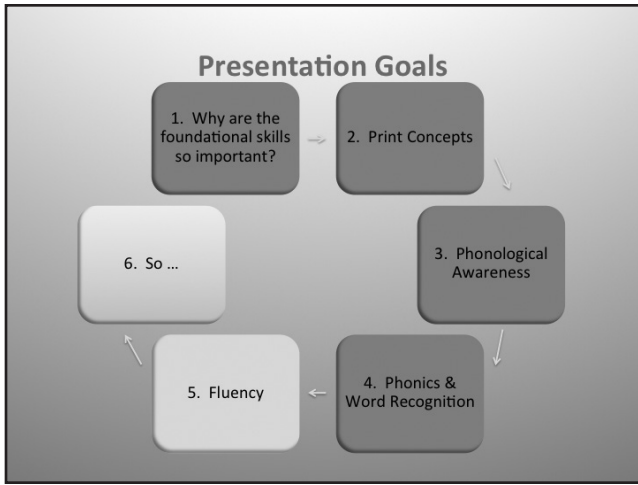 Presentation Goals
1. Why are the
foundational skills
so important?
2. Print Concepts
3. Phonological
Awareness
4. Phonics &
Word Recognition
5. Fluency
6. So ...